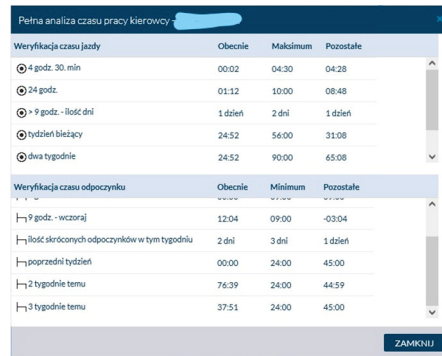 Pełna analiza czasu pracy kierowcy -
Weryfikacja czasu jazdy Obecnie Maksimum Pozostałe
4 godz. 30. min 00:02 04:30 04:28
24 godz. 01:12 10:00 08:48
> 9 godz. - ilość dni 1 dzień 2 dni 1 dzień
tydzień bieżący 24:52 56:00 31:08
dwa tygodnie 24:52 90:00 65:08
Weryfikacja czasu odpoczynku Obecnie Minimum Pozostałe
9 godz. - wczoraj 12:04 09:00 -03:04
ilość skróconych odpoczynków w tym tygodniu 2 dni 3 dni 1 dzień
poprzedni tydzień 00:00 24:00 45:00
2 tygodnie temu 76:39 24:00 44:59
3 tygodnie temu 37:51 24:00 45:00
ZAMKNIJ